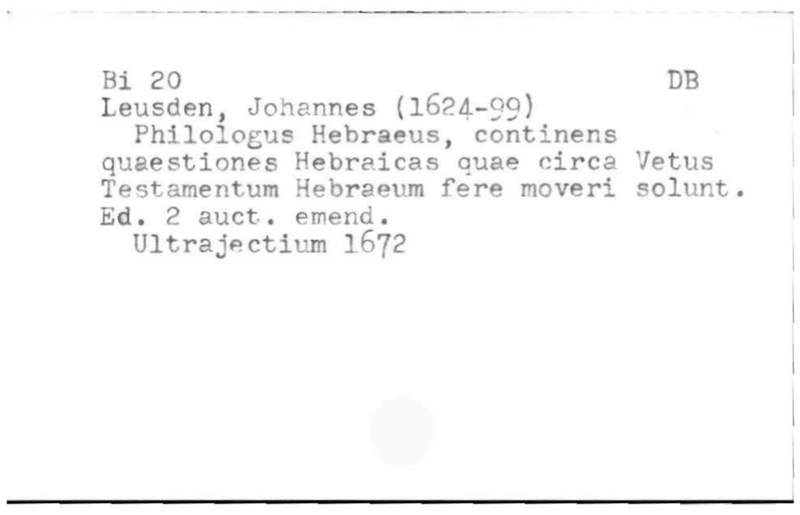 Bi 20 DB
Leusden, Johannes (1624-99)
Philologus Hebraeus, continens
quaestiones Hebraicas quae circa Vetus
Testamentum Hebraeum fere moveri solunt.
Ed. 2 auct. emend.
Ultrajectium 1672